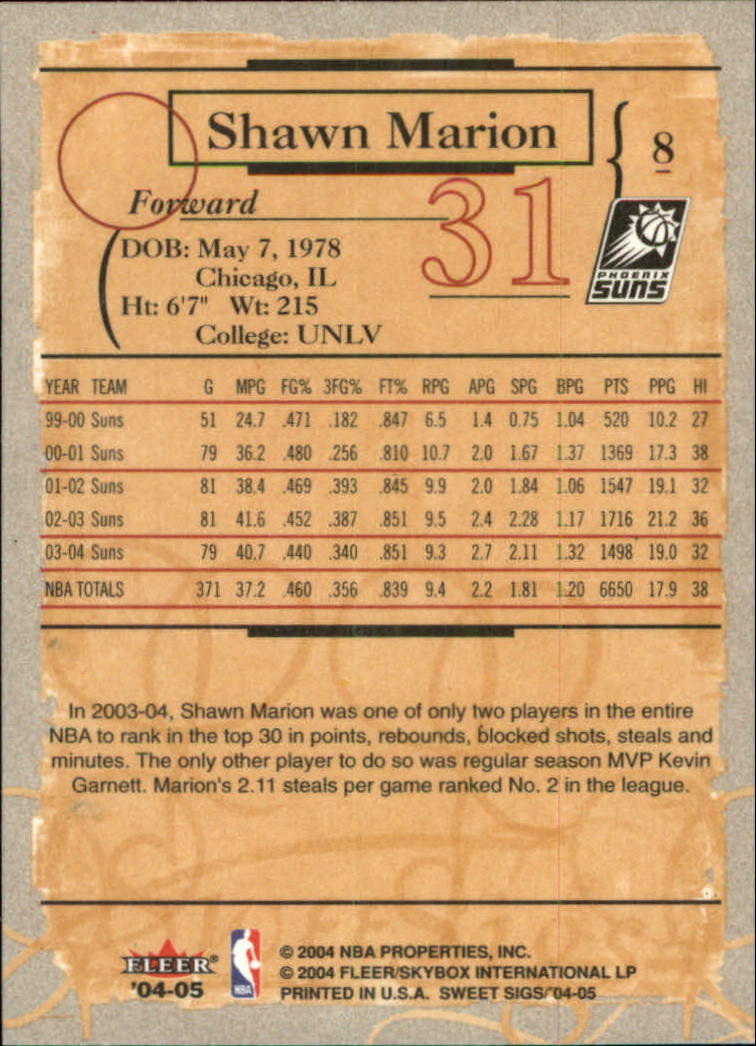 Shawn Marion
8
Forward
31
DOB: May 7, 1978
Chicago, IL
Ht: 6'7" Wt: 215
College: UNLV
PHOENIX
SUNS
YEAR TEAM G MPG FG% 3FG% FT% RPG APG SPG BPG PTS PPG HI
99-00 Suns 51 24.7 .471 .182 .847 6.5 1.4 0.75 1.04 520 10.2 27
00-01 Suns 79 36.2 .480 .256 .810 10.7 2.0 1.67 1.37 1369 17.3 38
01-02 Suns 81 38.4 .469 .393 .845 9.9 2.0 1.84 1.06 1547 19.1 32
02-03 Suns 81 41.6 .452 .387 .851 9.5 2.4 2.28 1.17 1716 21.2 36
03-04 Suns 79 40.7 .440 .340 .851 9.3 2.7 2.11 1.32 1498 19.0 32
NBA TOTALS 371 37.2 .460 .356 .839 9.4 2.2 1.81 1.20 6650 17.9 38
In 2003-04, Shawn Marion was one of only two players in the entire
NBA to rank in the top 30 in points, rebounds, blocked shots, steals and
minutes. The only other player to do so was regular season MVP Kevin
Garnett. Marion's 2.11 steals per game ranked No. 2 in the league.
FLEER®
'04-05
NBA
© 2004 NBA PROPERTIES, INC.
© 2004 FLEER/SKYBOX INTERNATIONAL LP
PRINTED IN U.S.A. SWEET SIGS/'04-05